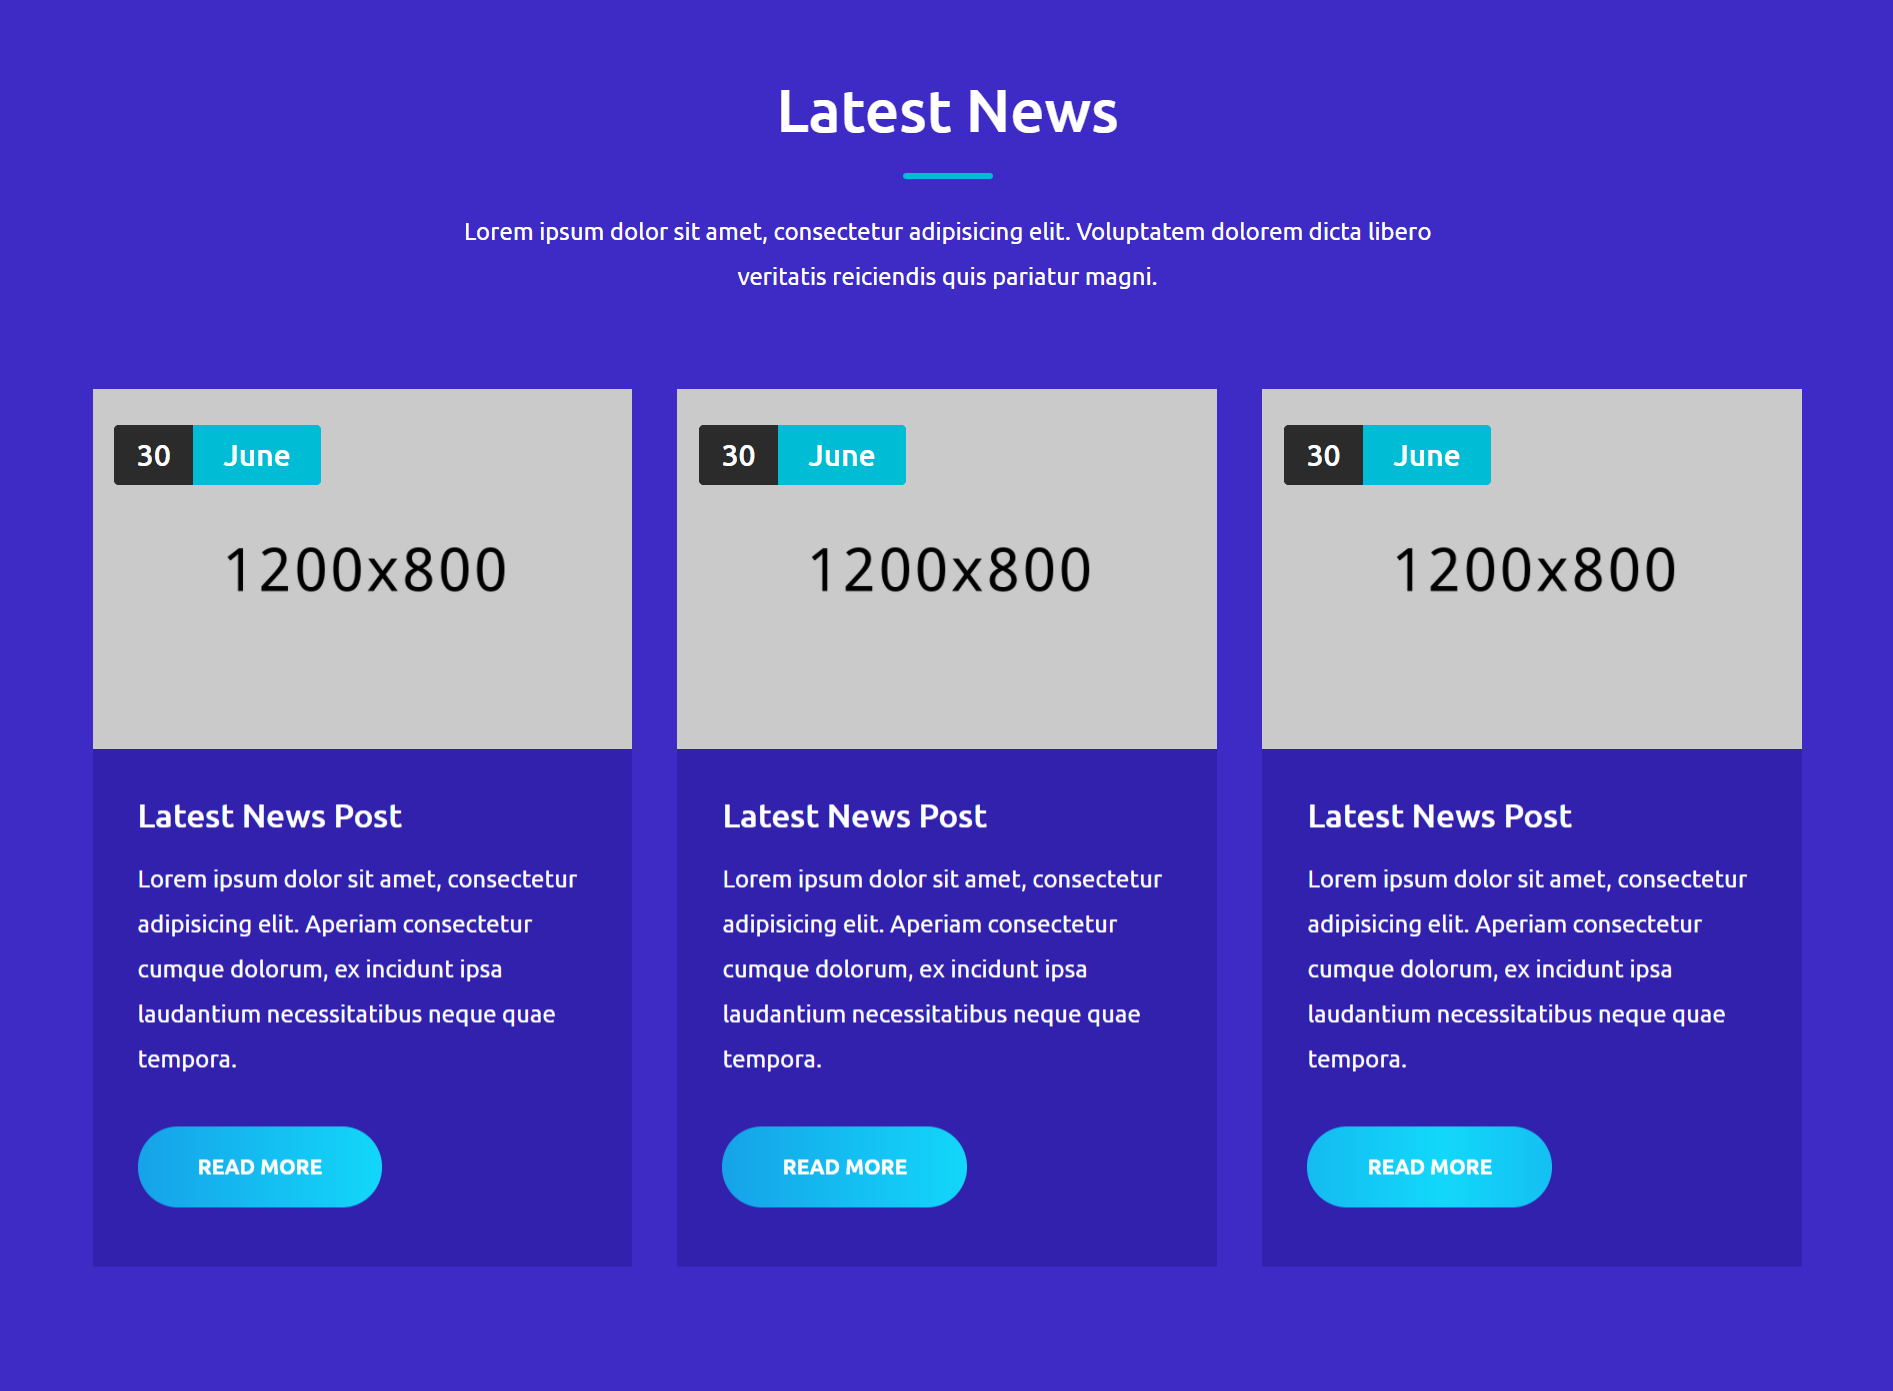 Latest News
Lorem ipsum dolor sit amet, consectetur adipisicing elit. Voluptatem dolorem dicta libero
veritatis reiciendis quis pariatur magni.
30 June
1200x800
Latest News Post
Lorem ipsum dolor sit amet, consectetur
adipisicing elit. Aperiam consectetur
cumque dolorum, ex incidunt ipsa
laudantium necessitatibus neque quae
tempora.
READ MORE
30 June
1200x800
Latest News Post
Lorem ipsum dolor sit amet, consectetur
adipisicing elit. Aperiam consectetur
cumque dolorum, ex incidunt ipsa
laudantium necessitatibus neque quae
tempora.
READ MORE
30 June
1200x800
Latest News Post
Lorem ipsum dolor sit amet, consectetur
adipisicing elit. Aperiam consectetur
cumque dolorum, ex incidunt ipsa
laudantium necessitatibus neque quae
tempora.
READ MORE